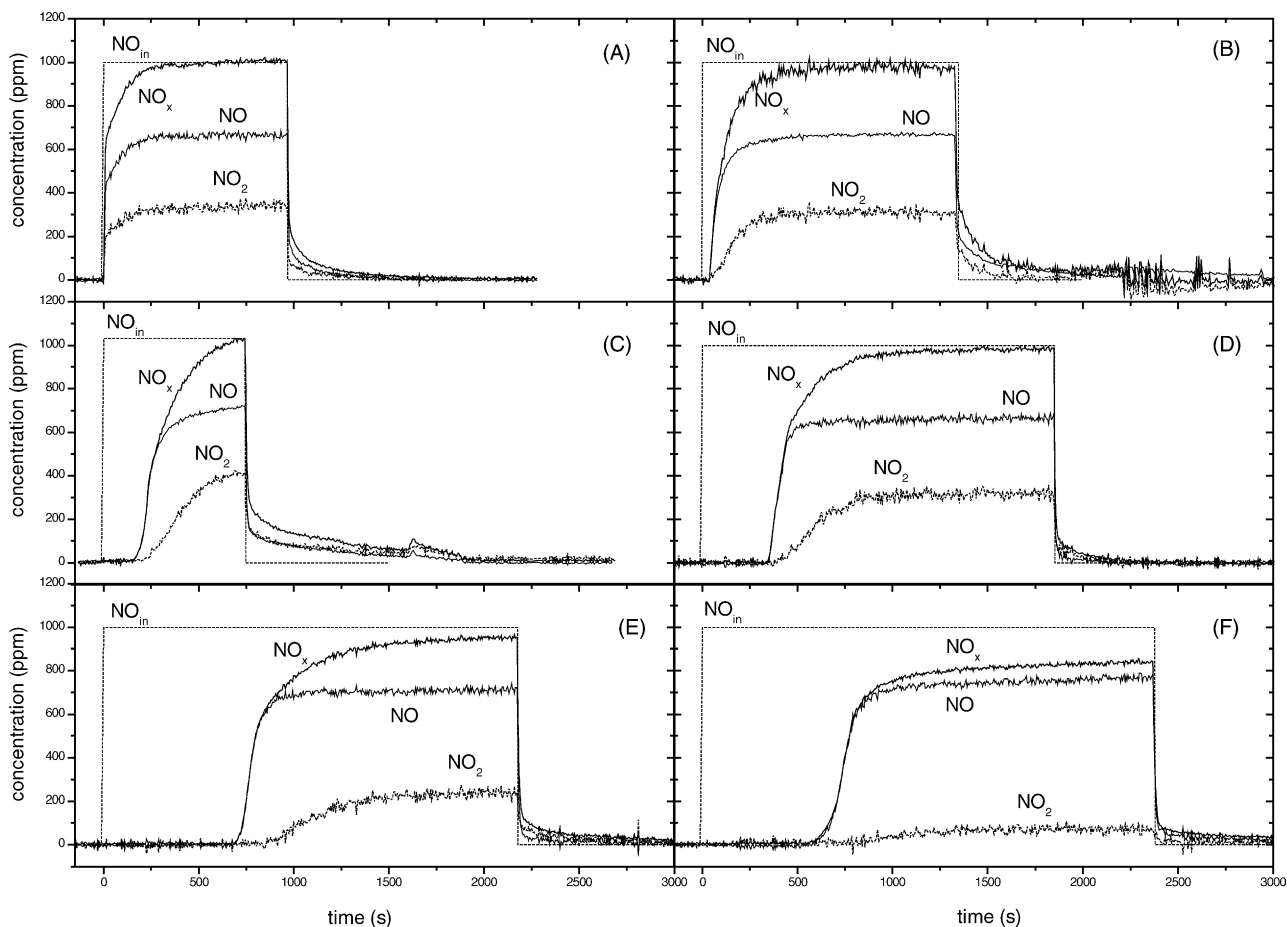 1200
1000
800
600
400
200
0
concentration (ppm)
NOin
NOx
NO
NO2
(A)
NOin
NOx
NO
NO2
(B)
1200
1000
800
600
400
200
0
concentration (ppm)
NOin
NOx
NO
NO2
(C)
NOin
NOx
NO
NO2
(D)
1200
1000
800
600
400
200
0
concentration (ppm)
NOin
NOx
NO
NO2
(E)
NOin
NOx
NO
NO2
(F)
0 500 1000 1500 2000 2500 3000 0 500 1000 1500 2000 2500 3000
time (s) time (s)